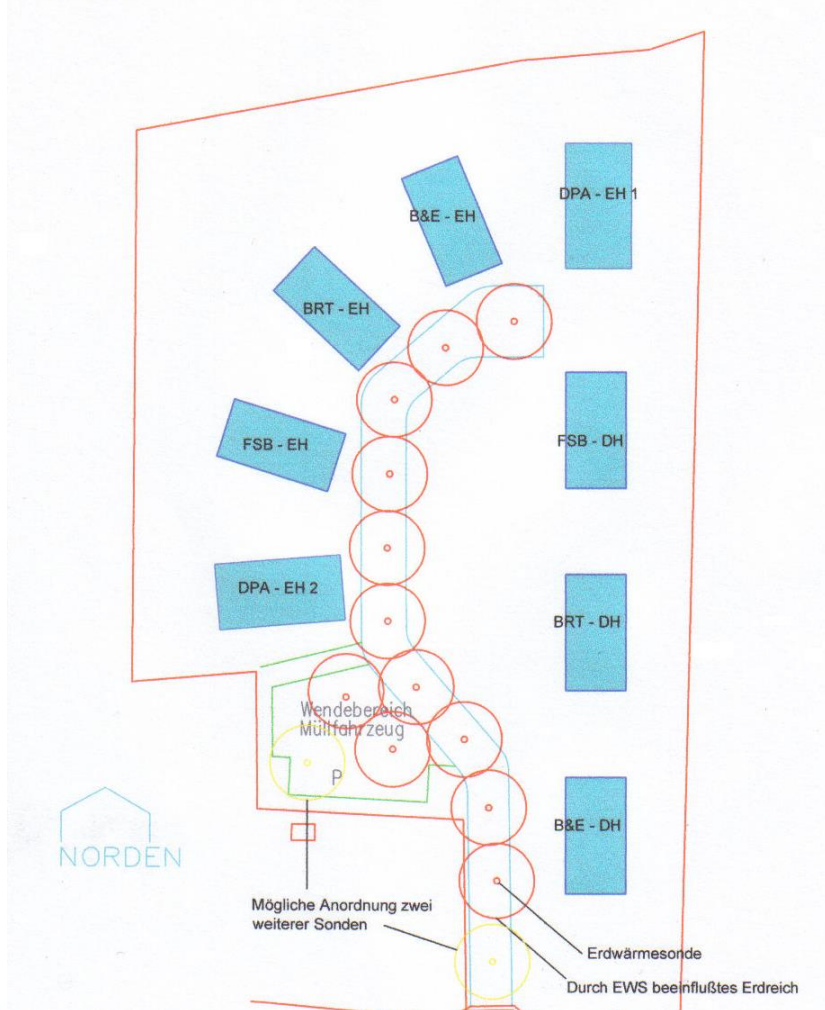 DPA - EH 1
B&E - EH
BRT - EH
FSB - EH
FSB - DH
DPA - EH 2
BRT - DH
Wendebereich
Müllfahrzeug
P
B&E - DH
NORDEN
Mögliche Anordnung zwei
weiterer Sonden
Erdwärmesonde
Durch EWS beeinflußtes Erdreich